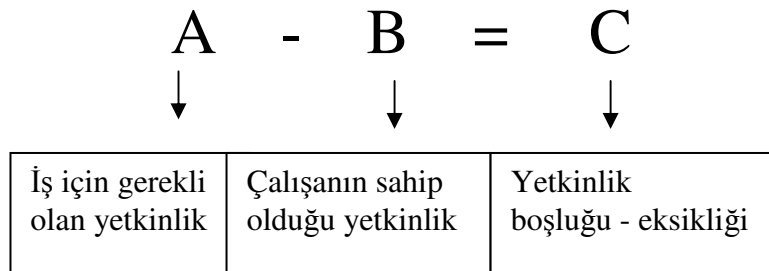 A - B = C
İş için gerekli
olan yetkinlik
Çalışanın sahip
olduğu yetkinlik
Yetkinlik
boşluğu - eksikliği